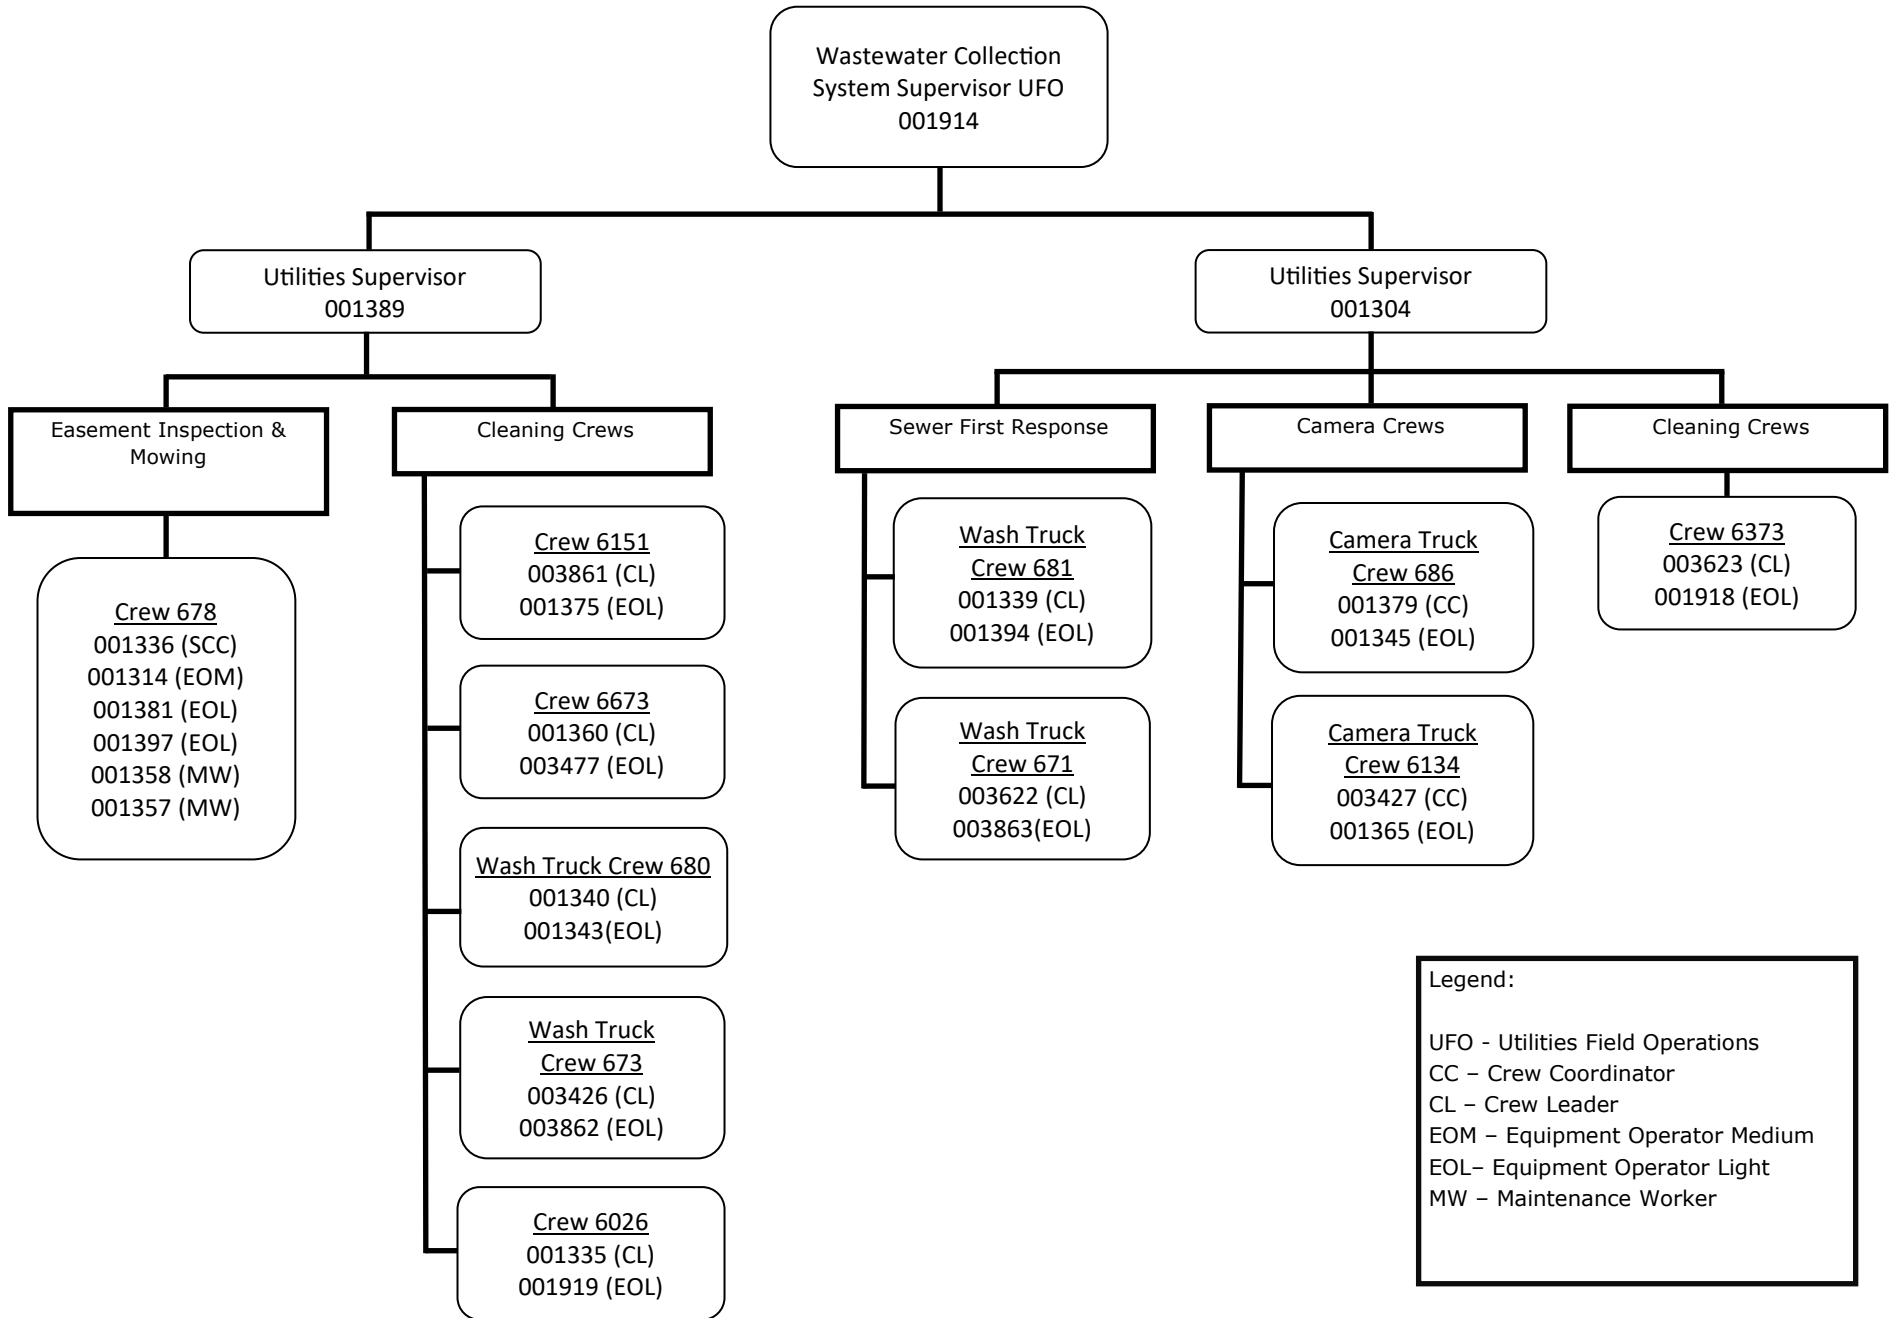 Wastewater Collection
System Supervisor UFO
001914
Utilities Supervisor
001389
Utilities Supervisor
001304
Easement Inspection &
Mowing
Cleaning Crews
Sewer First Response
Camera Crews
Cleaning Crews
Crew 678
001336 (SCC)
001314 (EOM)
001381 (EOL)
001397 (EOL)
001358 (MW)
001357 (MW)
Crew 6151
003861 (CL)
001375 (EOL)
Crew 6673
001360 (CL)
003477 (EOL)
Wash Truck Crew 680
001340 (CL)
001343(EOL)
Wash Truck
Crew 673
003426 (CL)
003862 (EOL)
Crew 6026
001335 (CL)
001919 (EOL)
Wash Truck
Crew 681
001339 (CL)
001394 (EOL)
Wash Truck
Crew 671
003622 (CL)
003863(EOL)
Camera Truck
Crew 686
001379 (CC)
001345 (EOL)
Camera Truck
Crew 6134
003427 (CC)
001365 (EOL)
Crew 6373
003623 (CL)
001918 (EOL)
Legend:
UFO - Utilities Field Operations
CC – Crew Coordinator
CL – Crew Leader
EOM – Equipment Operator Medium
EOL– Equipment Operator Light
MW – Maintenance Worker